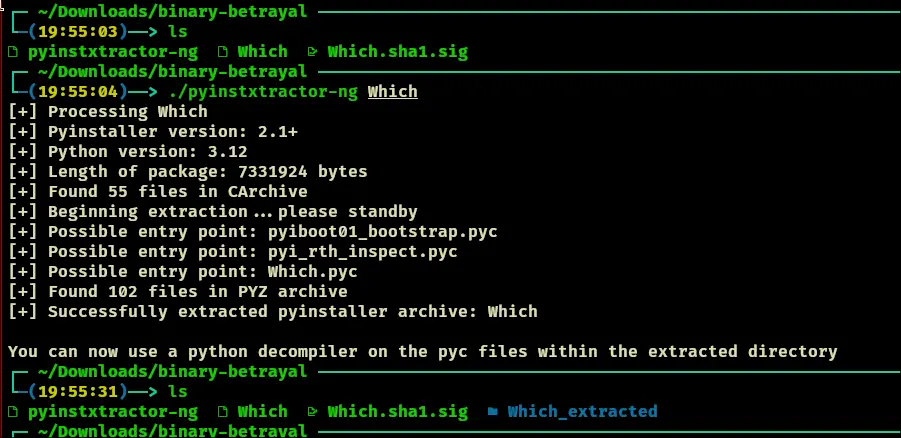 ~/Downloads/binary-betrayal
(19:55:03)—> ls
pyinstxtractor-ng Which Which.sha1.sig
~/Downloads/binary-betrayal
(19:55:04)—> ./pyinstxtractor-ng Which
[+] Processing Which
[+] Pyinstaller version: 2.1+
[+] Python version: 3.12
[+] Length of package: 7331924 bytes
[+] Found 55 files in CArchive
[+] Beginning extraction...please standby
[+] Possible entry point: pyiboot01_bootstrap.pyc
[+] Possible entry point: pyi_rth_inspect.pyc
[+] Possible entry point: Which.pyc
[+] Found 102 files in PYZ archive
[+] Successfully extracted pyinstaller archive: Which
You can now use a python decompiler on the pyc files within the extracted directory
~/Downloads/binary-betrayal
(19:55:31)—> ls
pyinstxtractor-ng Which Which.sha1.sig Which_extracted
~/Downloads/binary-betrayal